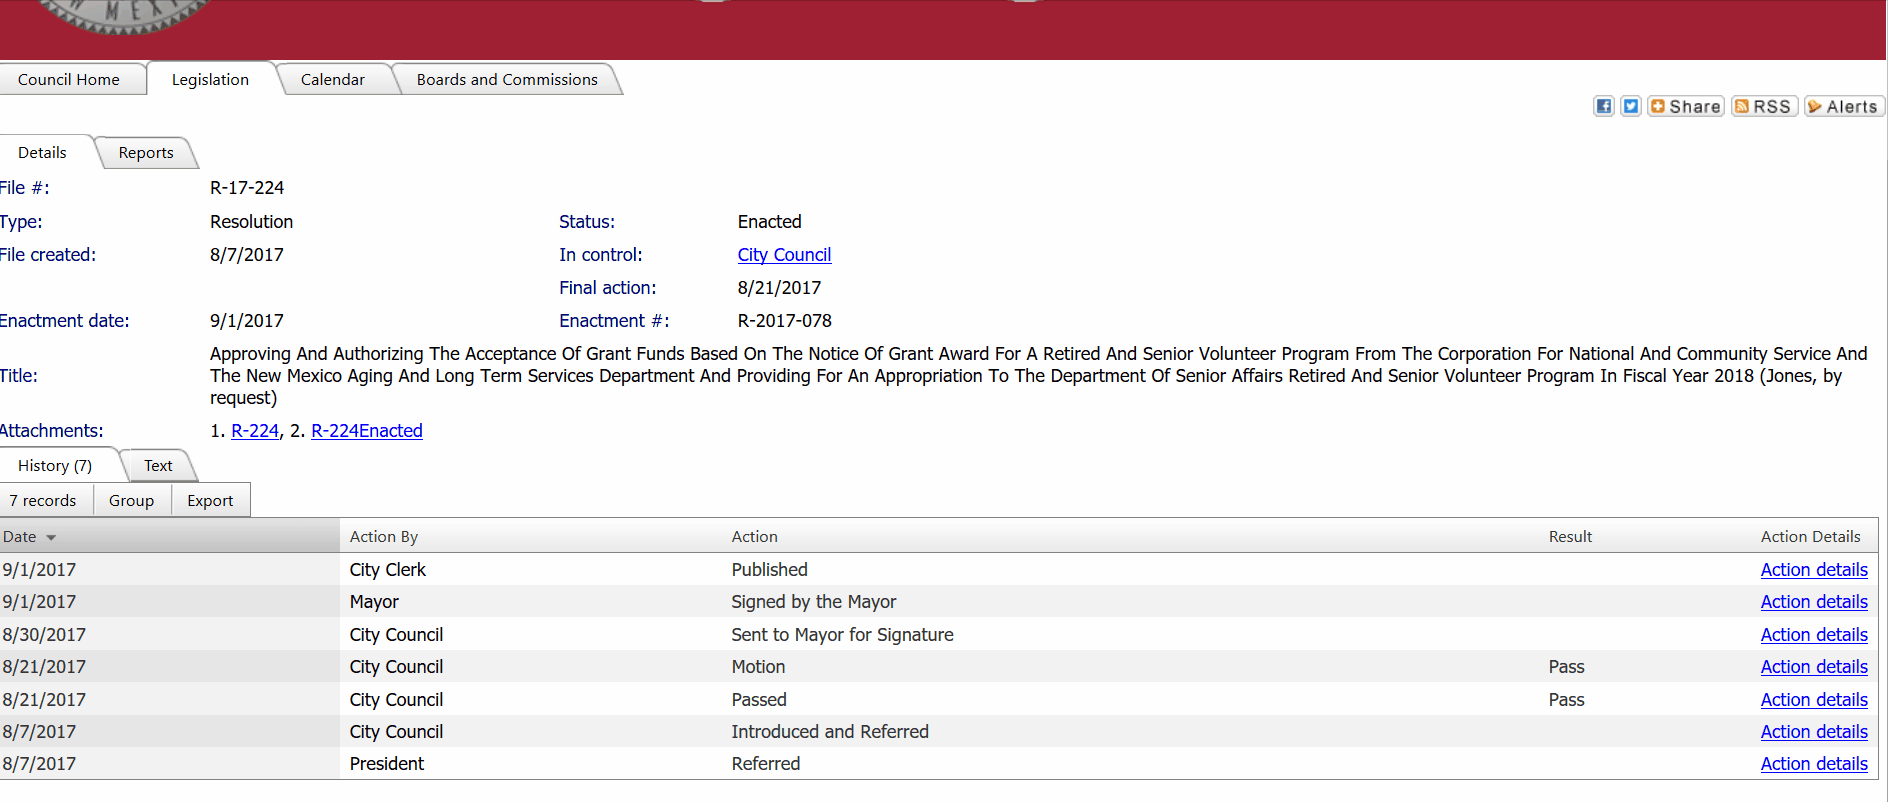 W MEXI
Council Home Legislation Calendar Boards and Commissions
Share RSS Alerts
Details Reports
File #: R-17-224
Type: Resolution Status: Enacted
File created: 8/7/2017 In control: City Council
Final action: 8/21/2017
Enactment date: 9/1/2017 Enactment #: R-2017-078
Approving And Authorizing The Acceptance Of Grant Funds Based On The Notice Of Grant Award For A Retired And Senior Volunteer Program From The Corporation For National And Community Service And
Title: The New Mexico Aging And Long Term Services Department And Providing For An Appropriation To The Department Of Senior Affairs Retired And Senior Volunteer Program In Fiscal Year 2018 (Jones, by
request)
Attachments: 1. R-224, 2. R-224Enacted
History (7) Text
7 records Group Export
Date Action By Action Result Action Details
9/1/2017 City Clerk Published Action details
9/1/2017 Mayor Signed by the Mayor Action details
8/30/2017 City Council Sent to Mayor for Signature Action details
8/21/2017 City Council Motion Pass Action details
8/21/2017 City Council Passed Pass Action details
8/7/2017 City Council Introduced and Referred Action details
8/7/2017 President Referred Action details